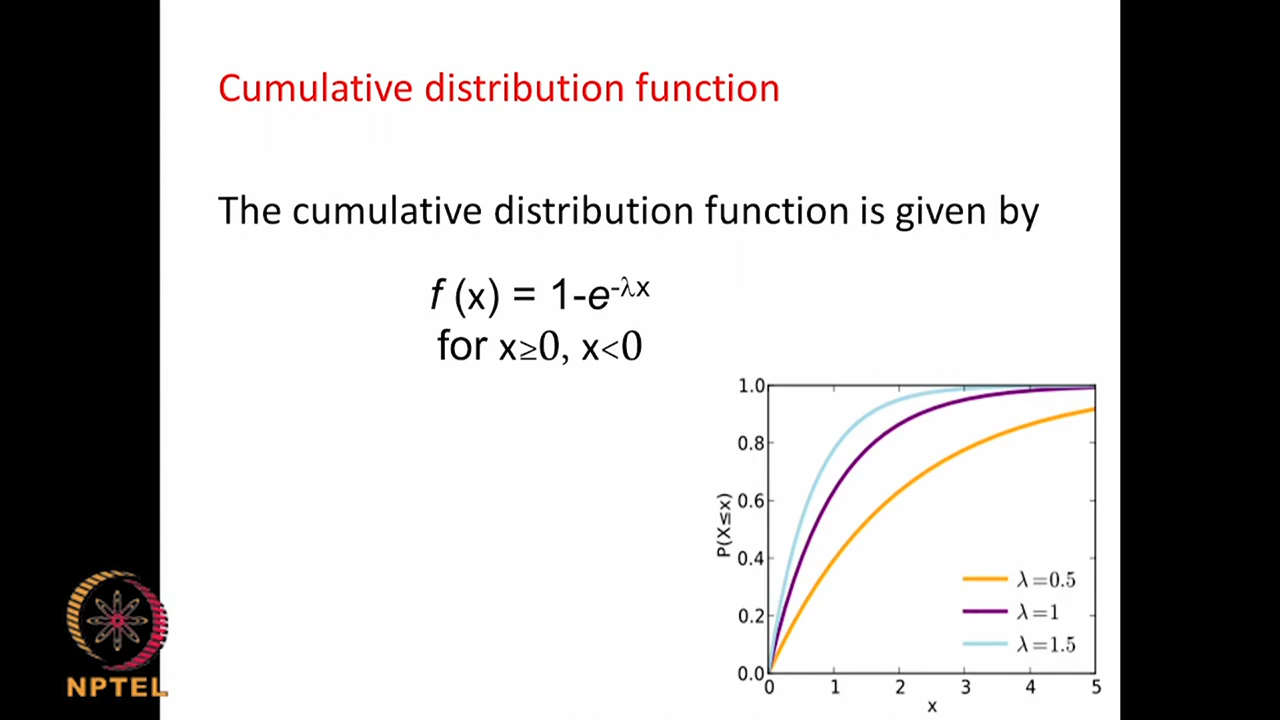 Cumulative distribution function
The cumulative distribution function is given by
f (x) = 1-e^-λx
for x≥0, x<0
1.0
0.8
0.6
0.4
0.2
0.0
P(X≤x)
λ=0.5
λ=1
λ=1.5
0 1 2 3 4 5
x
NPTEL